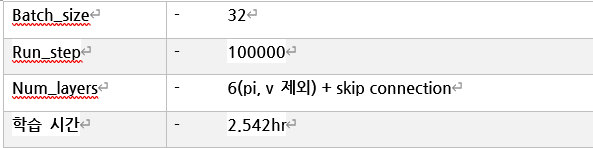 Batch_size - 32
Run_step - 100000
Num_layers - 6(pi, v 제외) + skip connection
학습 시간 - 2.542hr